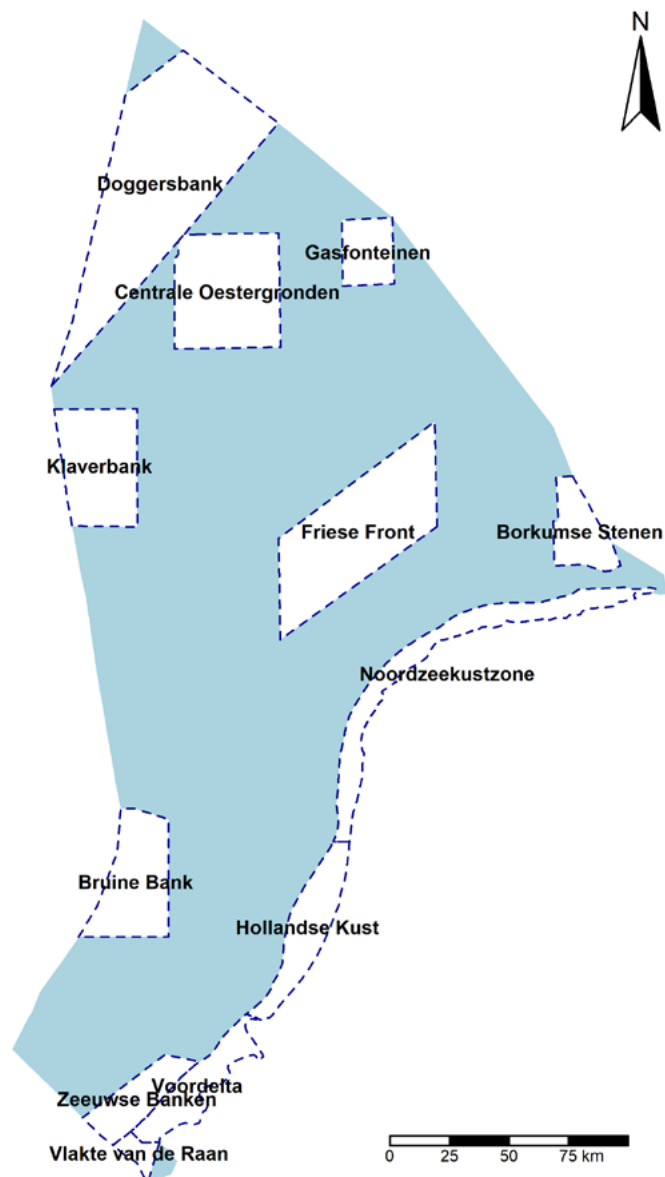 N
Doggersbank
Gasfonteinen
Centrale Oestergronden
Klaverbank
Friese Front
Borkumse Stenen
Noordzeekustzone
Bruine Bank
Hollandse Kust
Voordelta
Zeeuwse Banken
Vlakte van de Raan
0 25 50 75 km